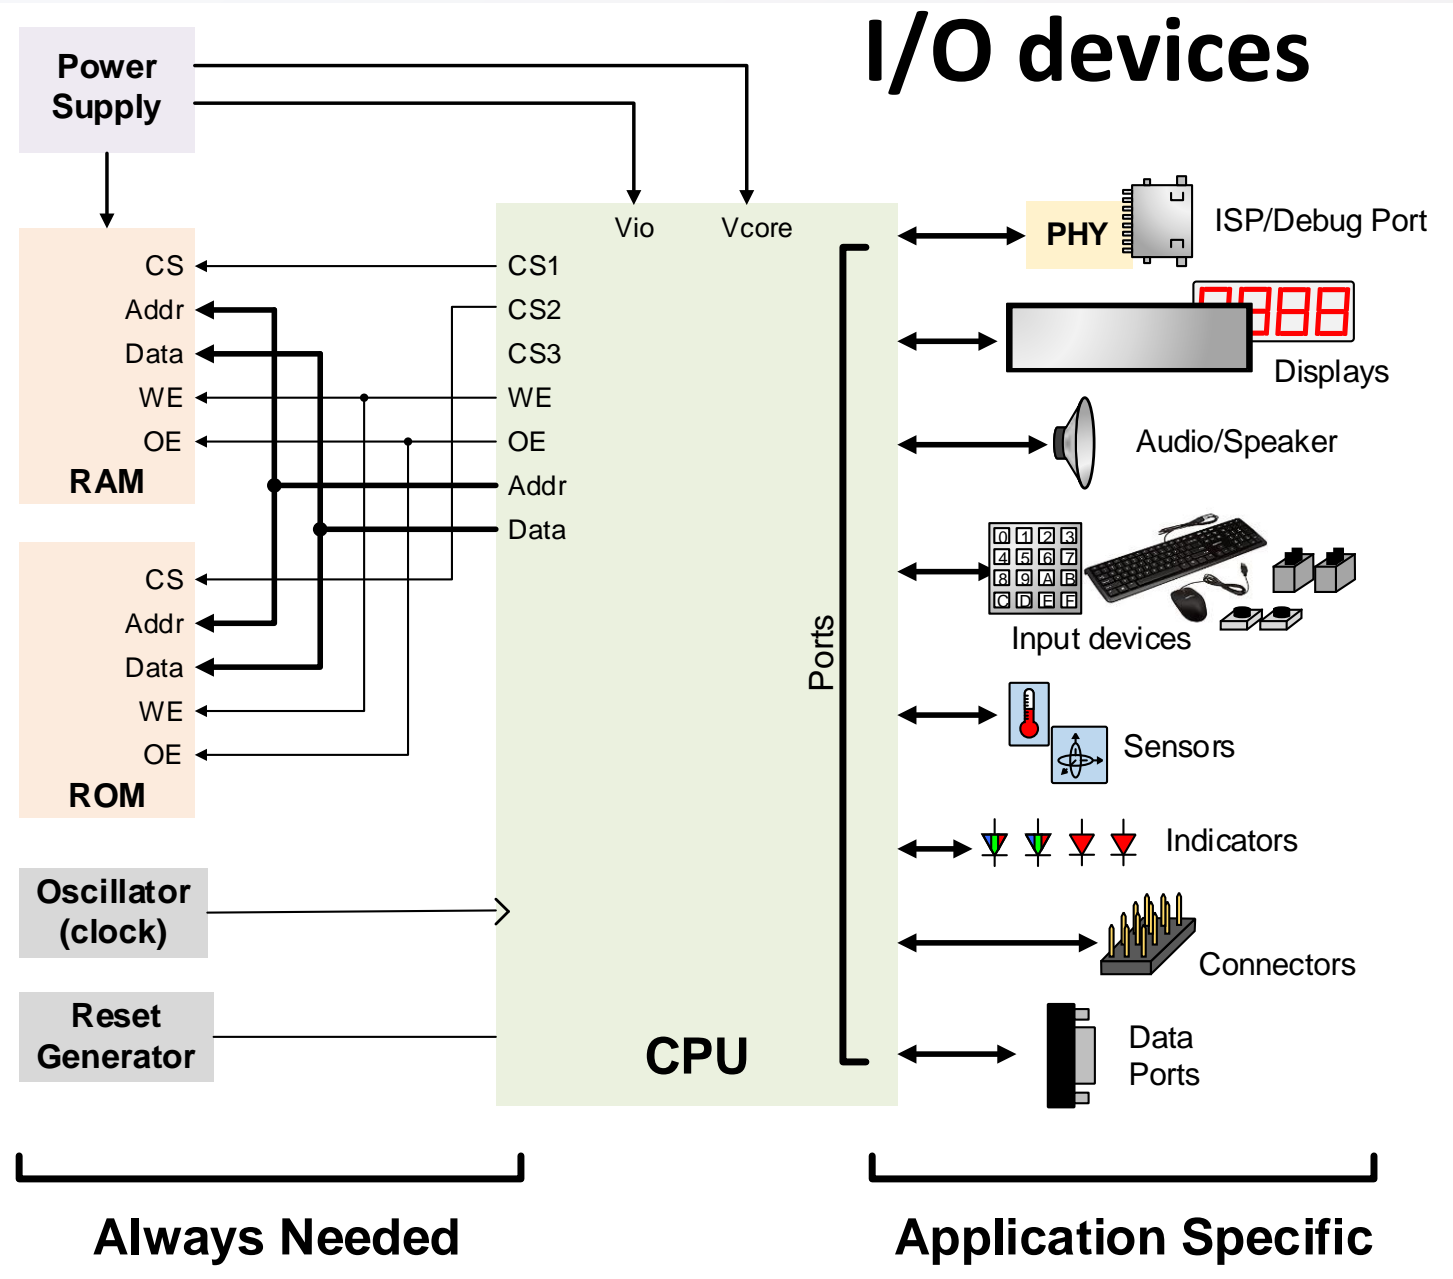 I/O devices
Power
Supply
Vio
Vcore
CS
Addr
Data
WE
OE
RAM
CS
Addr
Data
WE
OE
ROM
CS1
CS2
CS3
WE
OE
Addr
Data
Ports
CPU
Oscillator
(clock)
Reset
Generator
PHY
ISP/Debug Port
8888
Displays
Audio/Speaker
0 1 2 3
4 5 6 7
8 9 A B
C D E F
Input devices
Sensors
Indicators
Connectors
Data
Ports
Always Needed
Application Specific